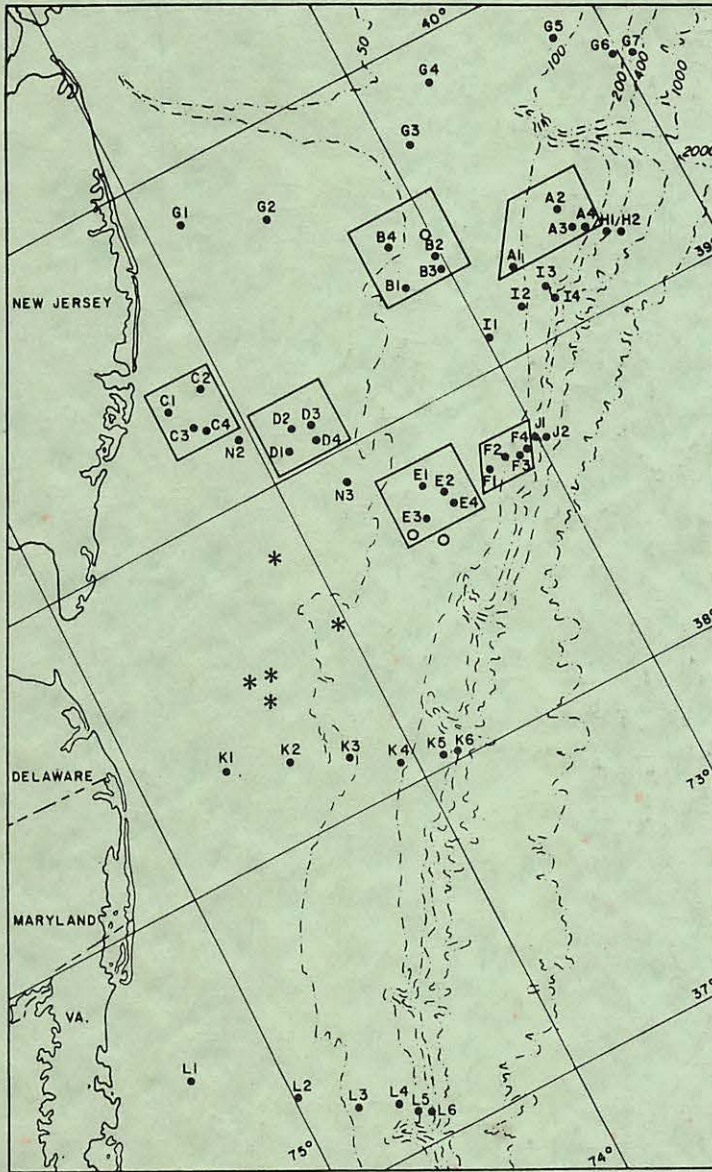 40°
50
G5
100
G6
G7
200
400
1000
2000
G4
G3
G1
G2
A2
A3
A4
H1/H2
A1
B4
B2
B3
B1
39°
I3
I2
I4
I1
NEW JERSEY
C2
C1
C3
C4
N2
D2
D3
D4
D1
N3
J1
J2
F4
F2
F3
F1
E1
E2
E4
E3
*
*
*
*
*
38°
K1
K2
K3
K4
K5
K6
DELAWARE
73°
MARYLAND
VA.
37°
L1
L2
L3
L4
L5
L6
75°
74°